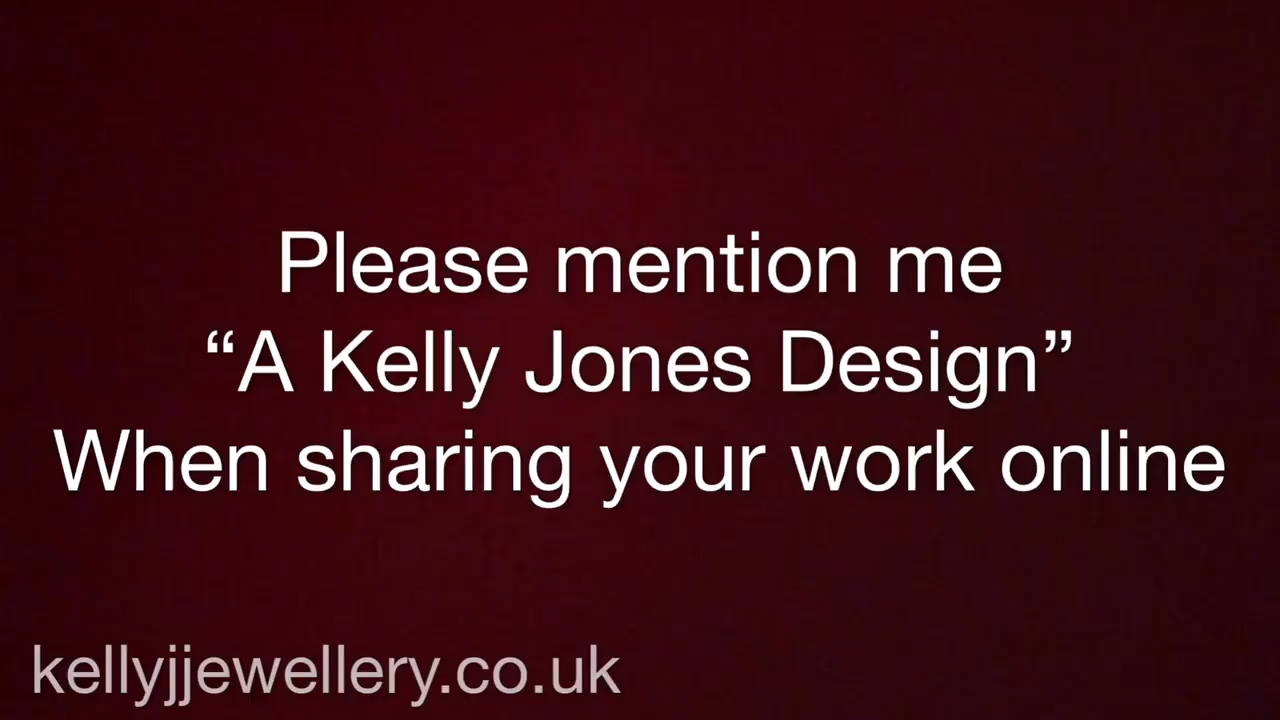 Please mention me
“A Kelly Jones Design”
When sharing your work online
kellyjjewellery.co.uk